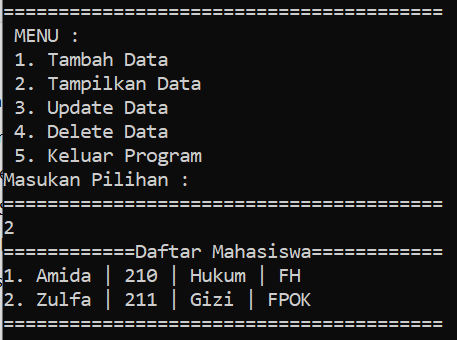 ========================================
MENU :
1. Tambah Data
2. Tampilkan Data
3. Update Data
4. Delete Data
5. Keluar Program
Masukan Pilihan :
========================================
2
============Daftar Mahasiswa============
1. Amida | 210 | Hukum | FH
2. Zulfa | 211 | Gizi | FPOK
========================================